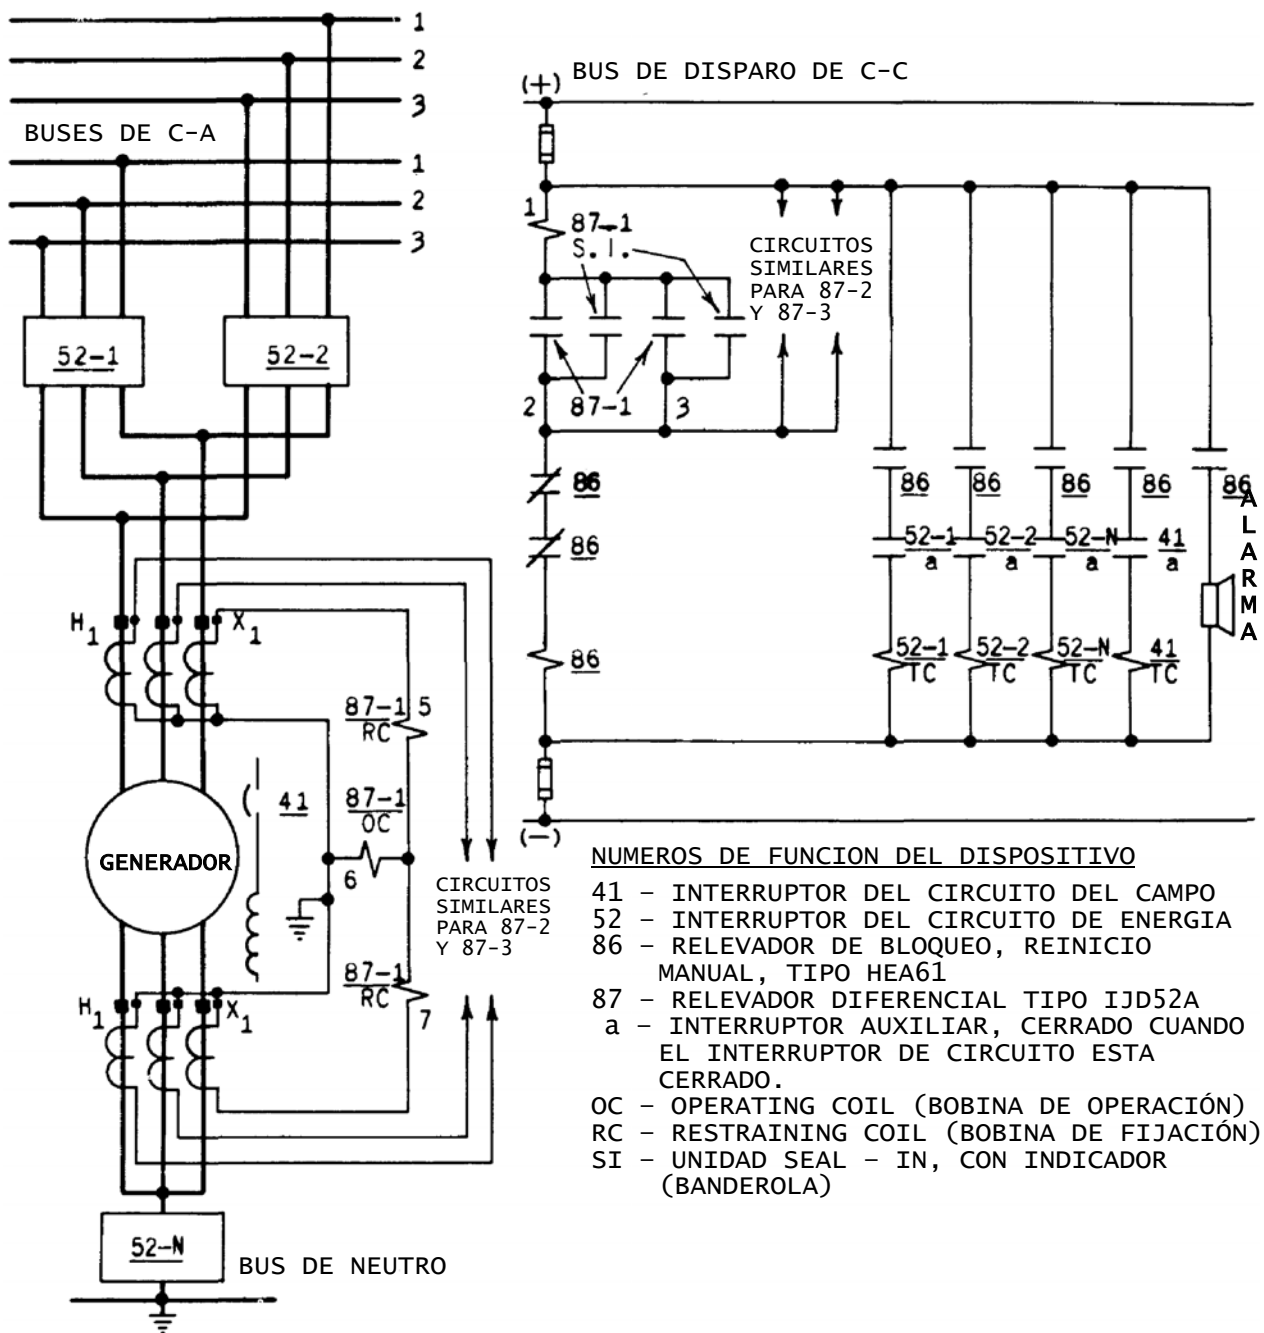 1
2
3
BUSES DE C-A
1
2
3
52-1
52-2
H1
X1
GENERADOR
41
87-1 5
RC
87-1
OC
6
87-1
RC
7
CIRCUITOS
SIMILARES
PARA 87-2
Y 87-3
H1
X1
52-N
BUS DE NEUTRO
(+)
BUS DE DISPARO DE C-C
1
87-1
S.I.
CIRCUITOS
SIMILARES
PARA 87-2
Y 87-3
2
87-1
3
86
86
86
86
86
86
86
86
52-1
a
52-2
a
52-N
a
41
a
52-1
TC
52-2
TC
52-N
TC
41
TC
ALARMA
(-)
NUMEROS DE FUNCION DEL DISPOSITIVO
41 - INTERRUPTOR DEL CIRCUITO DEL CAMPO
52 - INTERRUPTOR DEL CIRCUITO DE ENERGIA
86 - RELEVADOR DE BLOQUEO, REINICIO
MANUAL, TIPO HEA61
87 - RELEVADOR DIFERENCIAL TIPO IJD52A
a - INTERRUPTOR AUXILIAR, CERRADO CUANDO
EL INTERRUPTOR DE CIRCUITO ESTA
CERRADO.
OC - OPERATING COIL (BOBINA DE OPERACIÓN)
RC - RESTRAINING COIL (BOBINA DE FIJACIÓN)
SI - UNIDAD SEAL - IN, CON INDICADOR
(BANDEROLA)